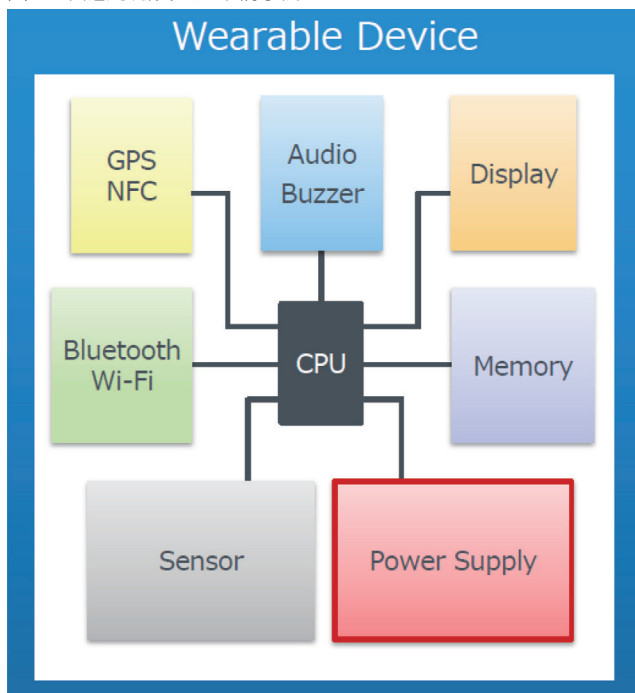 Wearable Device
GPS
NFC
Audio
Buzzer
Display
Bluetooth
Wi-Fi
CPU
Memory
Sensor
Power Supply